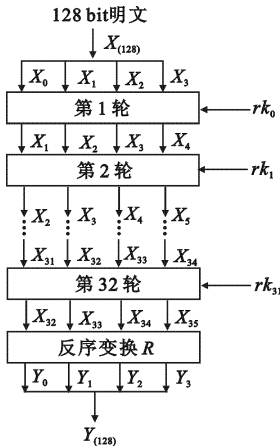 128 bit明文
X(128)
X0 X1 X2 X3
第1轮 rk0
X1 X2 X3 X4
第2轮 rk1
X2 X3 X4 X5
X31 X32 X33 X34
第32轮 rk31
X32 X33 X34 X35
反序变换 R
Y0 Y1 Y2 Y3
Y(128)